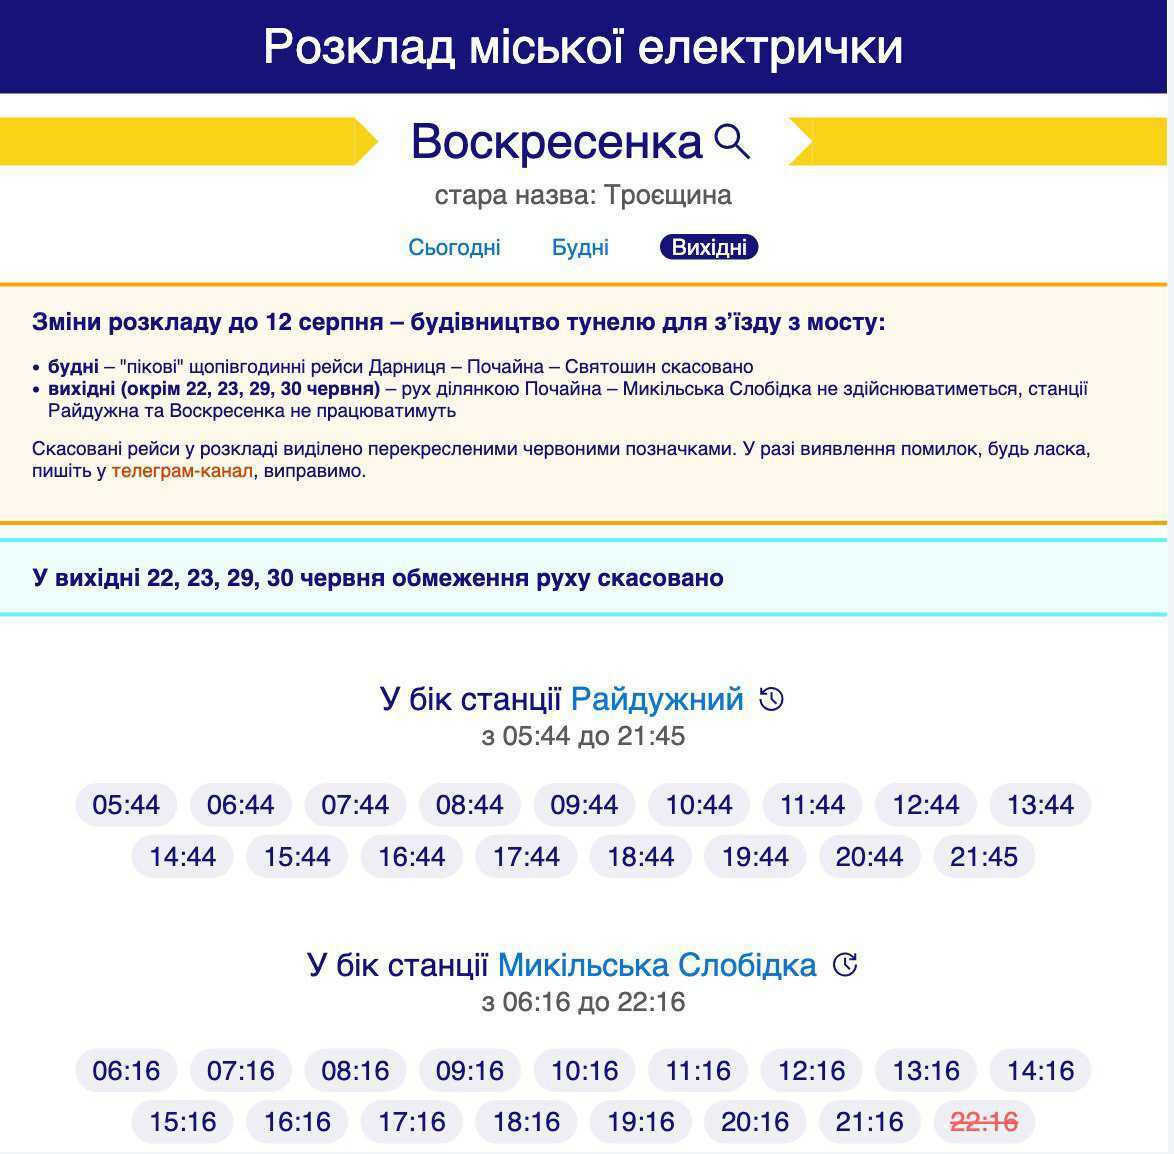 Розклад міської електрички
Воскресенка
стара назва: Троєщина
Сьогодні Будні Вихідні
Зміни розкладу до 12 серпня – будівництво тунелю для з’їзду з мосту:
• будні – "пікові" щопівгодинні рейси Дарниця – Почайна – Святошин скасовано
• вихідні (окрім 22, 23, 29, 30 червня) – рух ділянкою Почайна – Микільська Слобідка не здійснюватиметься, станції
Райдужна та Воскресенка не працюватимуть
Скасовані рейси у розкладі виділено перекресленими червоними позначками. У разі виявлення помилок, будь ласка,
пишіть у телеграм-канал, виправимо.
У вихідні 22, 23, 29, 30 червня обмеження руху скасовано
У бік станції Райдужний
з 05:44 до 21:45
05:44 06:44 07:44 08:44 09:44 10:44 11:44 12:44 13:44
14:44 15:44 16:44 17:44 18:44 19:44 20:44 21:45
У бік станції Микільська Слобідка
з 06:16 до 22:16
06:16 07:16 08:16 09:16 10:16 11:16 12:16 13:16 14:16
15:16 16:16 17:16 18:16 19:16 20:16 21:16 22:16